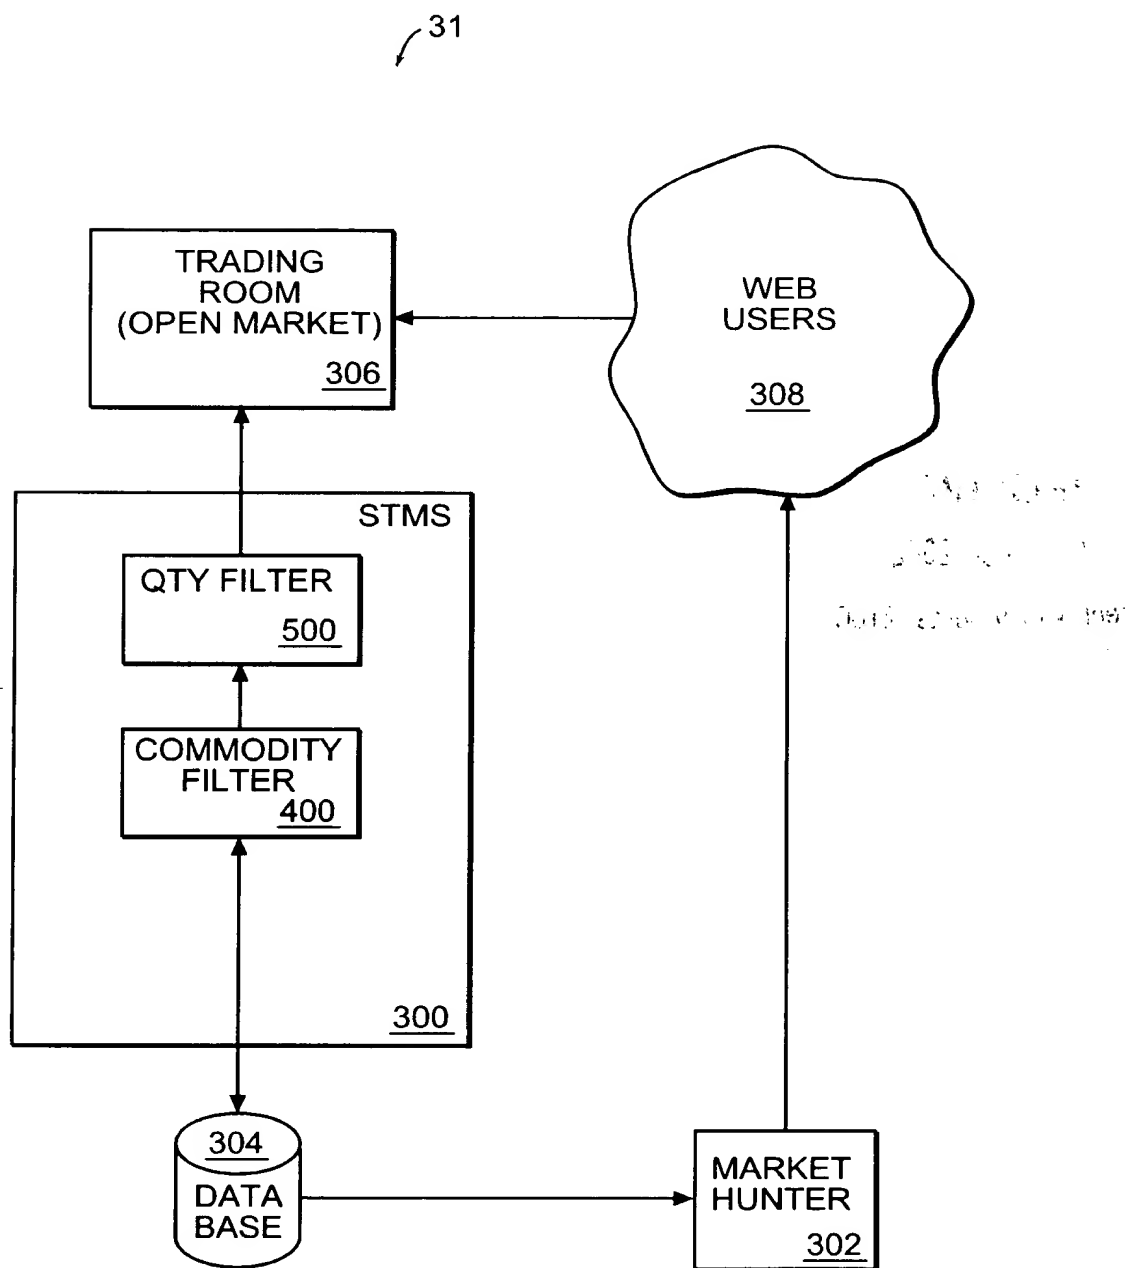 31
TRADING
ROOM
(OPEN MARKET)
306
WEB
USERS
308
STMS
QTY FILTER
500
COMMODITY
FILTER
400
300
304
DATA
BASE
MARKET
HUNTER
302